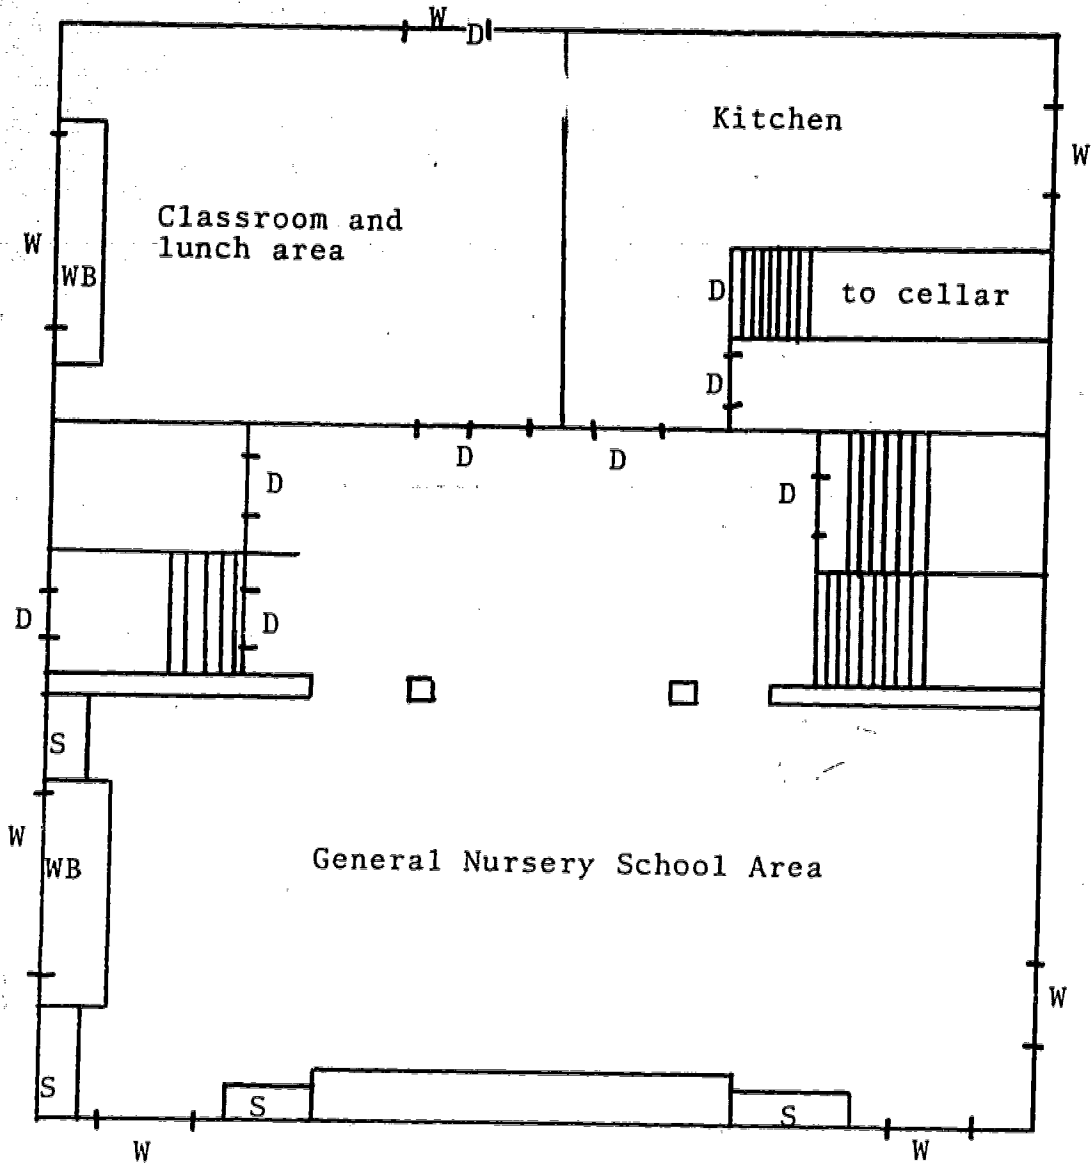 W
D
Kitchen
W
Classroom and
lunch area
W
WB
D
to cellar
D
D
D
D
D
D
D
S
W
WB
General Nursery School Area
W
S
S
S
W
W